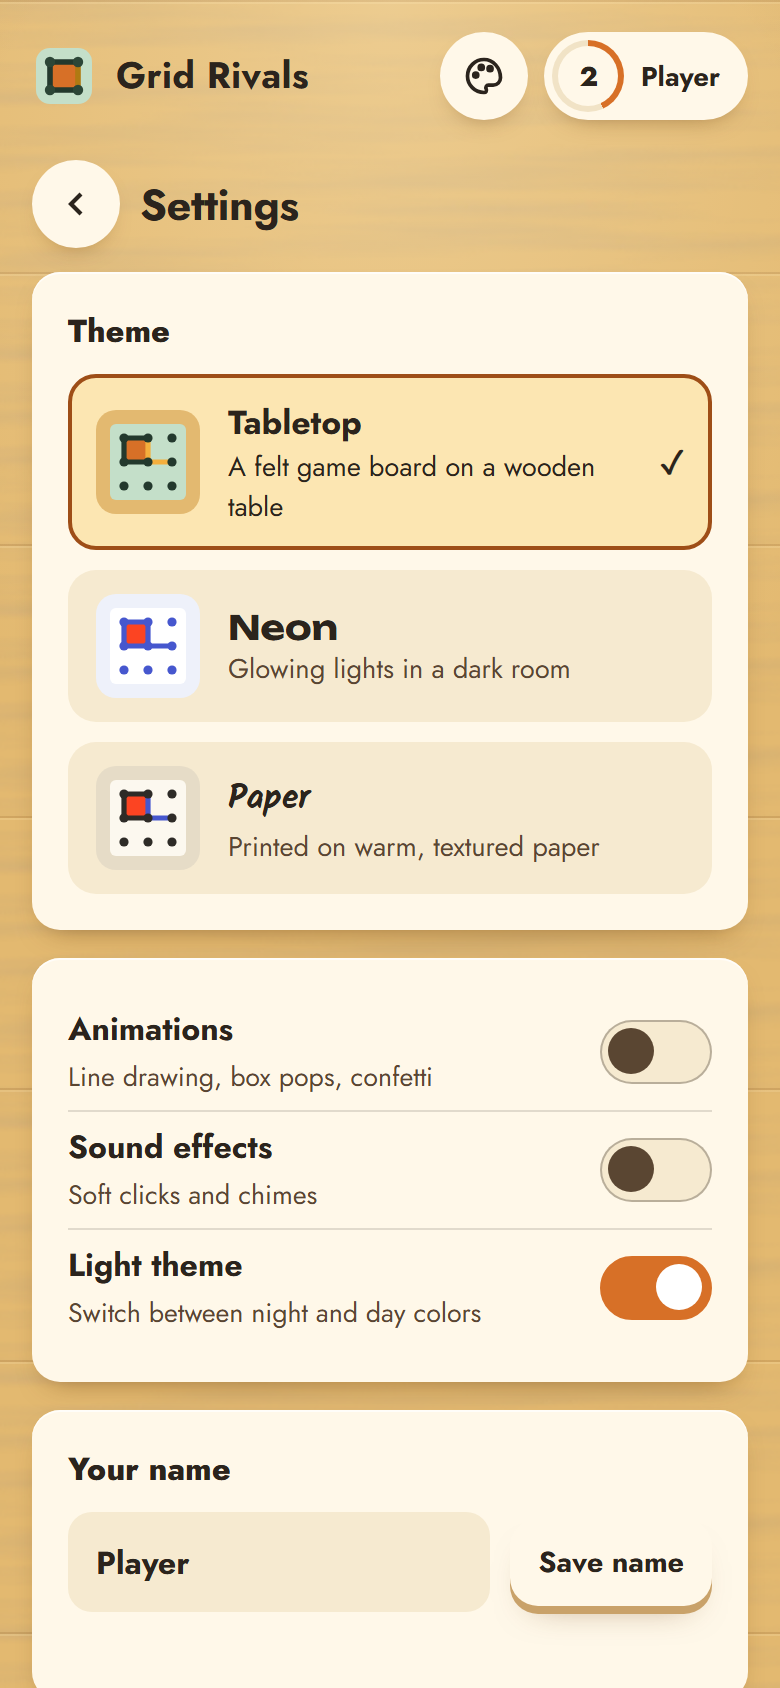 Grid Rivals
2
Player
Settings
Theme
Tabletop
A felt game board on a wooden
table
Neon
Glowing lights in a dark room
Paper
Printed on warm, textured paper
Animations
Line drawing, box pops, confetti
Sound effects
Soft clicks and chimes
Light theme
Switch between night and day colors
Your name
Player
Save name